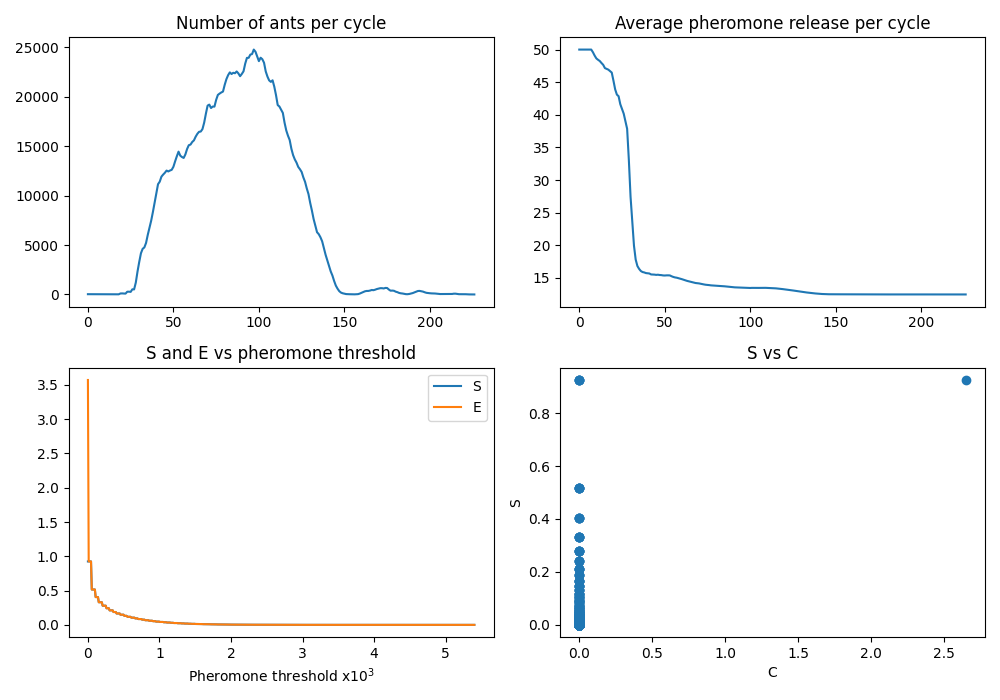 Number of ants per cycle
25000
20000
15000
10000
5000
0
0 50 100 150 200
Average pheromone release per cycle
50
45
40
35
30
25
20
15
0 50 100 150 200
S and E vs pheromone threshold
3.5
3.0
2.5
2.0
1.5
1.0
0.5
0.0
S
E
0 1 2 3 4 5
Pheromone threshold x10³
S vs C
S
0.8
0.6
0.4
0.2
0.0
0.0 0.5 1.0 1.5 2.0 2.5
C